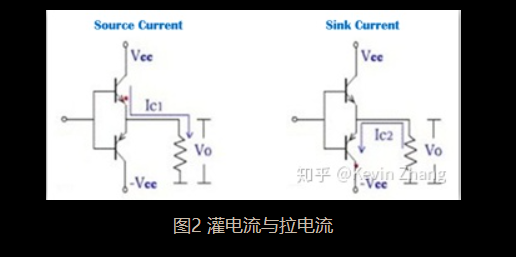 Source Current
Sink Current
Vcc
Vcc
Ic1
Ic2
Vo
Vo
-Vcc
-Vcc
知乎 @Kevin Zhang
图2 灌电流与拉电流